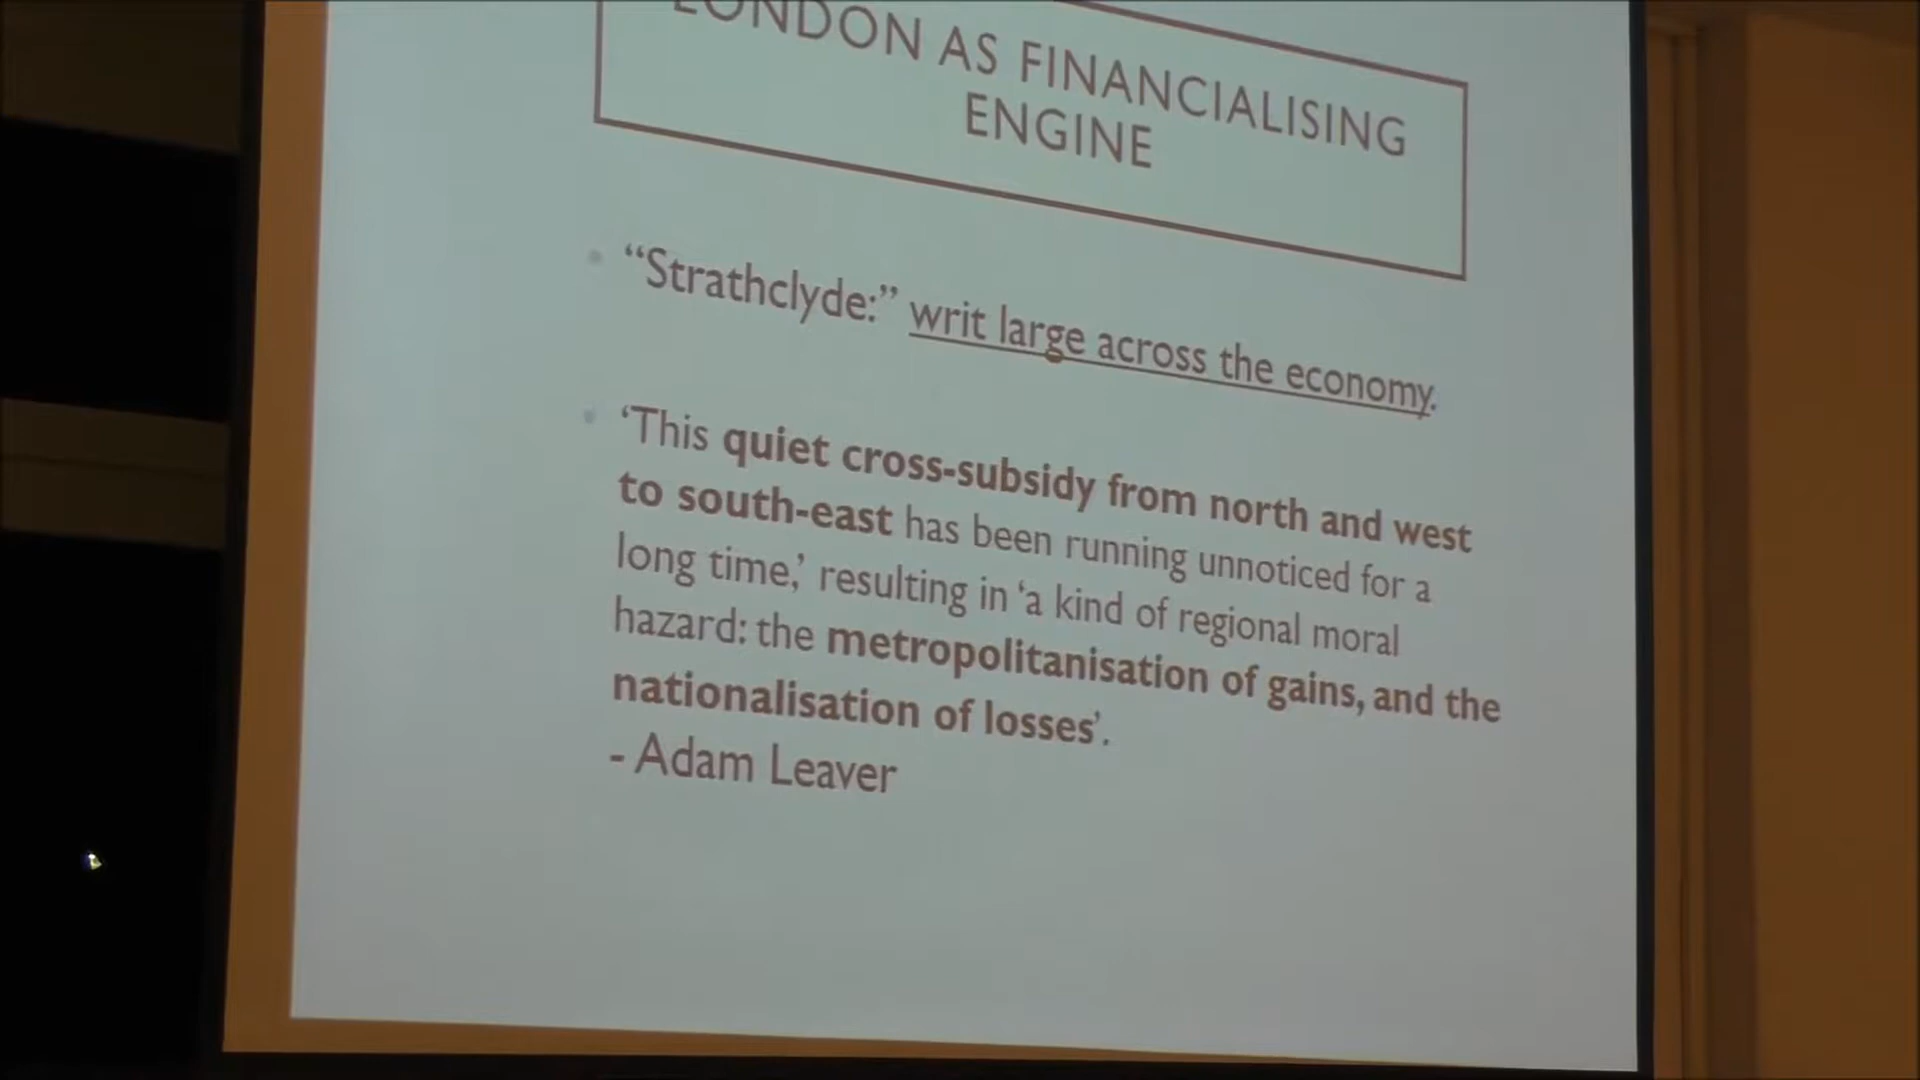 LONDON AS FINANCIALISING
ENGINE
• “Strathclyde:” writ large across the economy.
• ‘This quiet cross-subsidy from north and west
to south-east has been running unnoticed for a
long time,’ resulting in ‘a kind of regional moral
hazard: the metropolitanisation of gains, and the
nationalisation of losses’.
- Adam Leaver